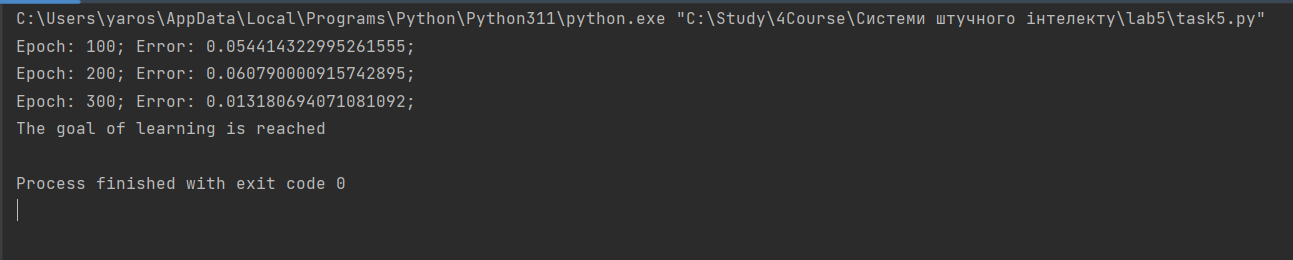 C:\Users\yaros\AppData\Local\Programs\Python\Python311\python.exe "C:\Study\4Course\Системи штучного інтелекту\lab5\task5.py"
Epoch: 100; Error: 0.054414322995261555;
Epoch: 200; Error: 0.060790000915742895;
Epoch: 300; Error: 0.013180694071081092;
The goal of learning is reached
Process finished with exit code 0